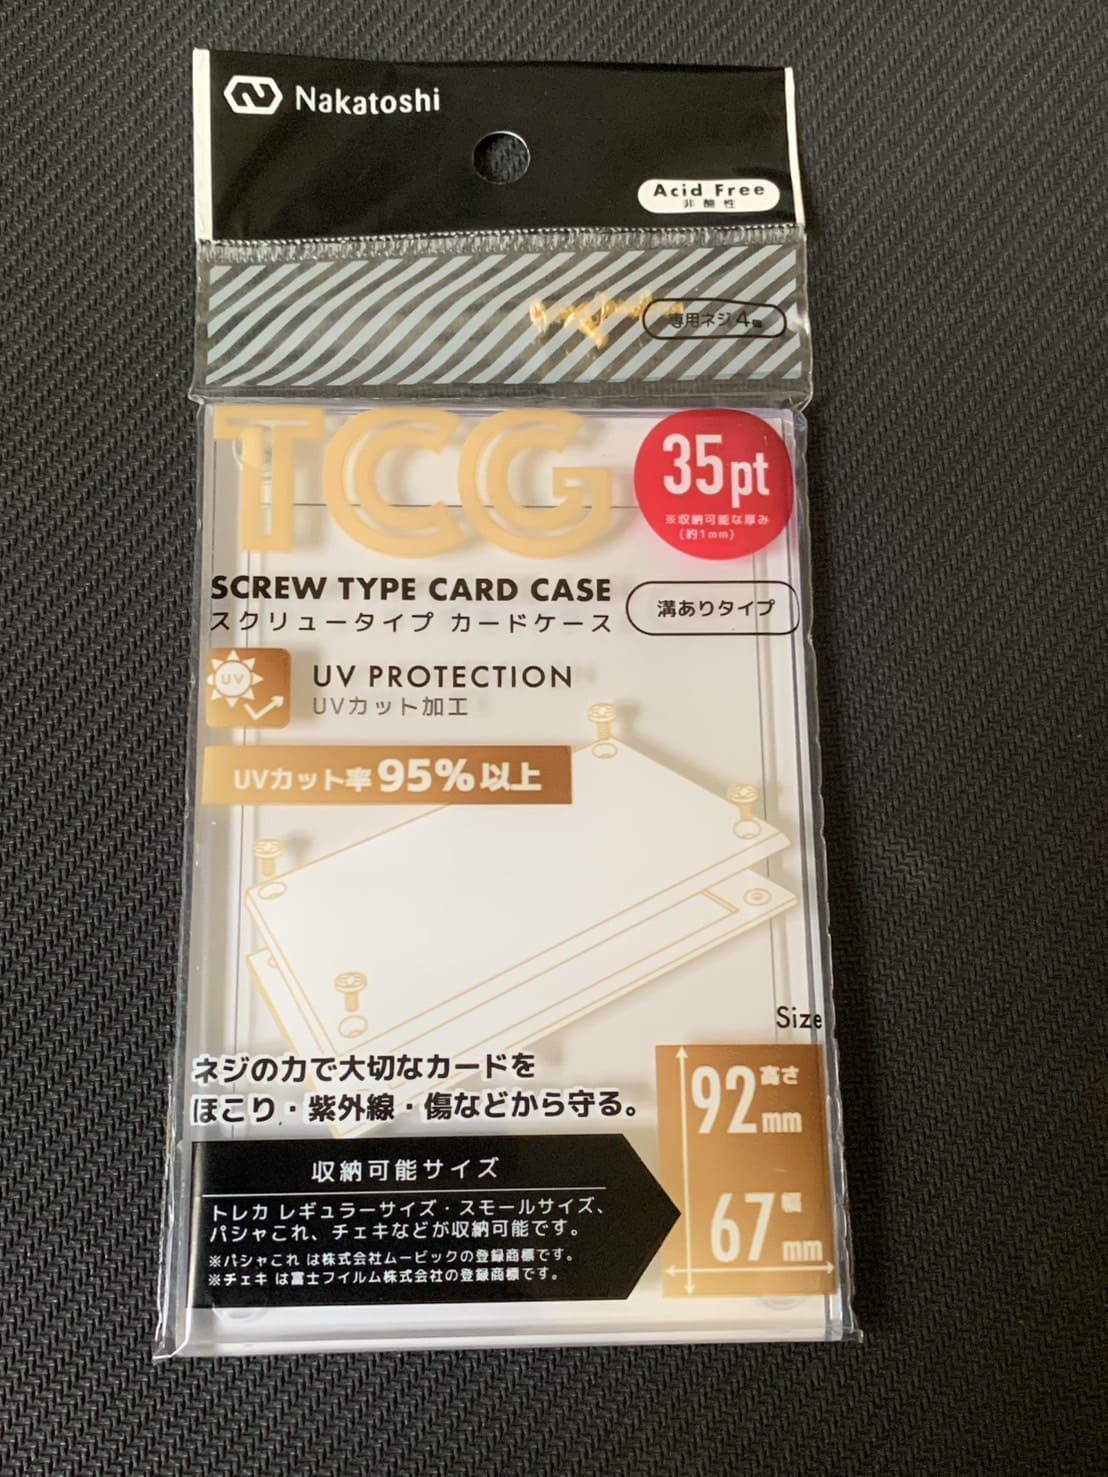 Nakatoshi
Acid Free
非酸性
専用ネジ4個
TCG
35pt
※収納可能な厚み
(約1mm)
SCREW TYPE CARD CASE
スクリュータイプ カードケース
溝ありタイプ
UV
UV PROTECTION
UVカット加工
UVカット率95%以上
Size
ネジの力で大切なカードを
ほこり・紫外線・傷などから守る。
92mm
高さ
67mm
幅
収納可能サイズ
トレカ レギュラーサイズ・スモールサイズ、
パシャこれ、チェキなどが収納可能です。
※パシャこれ は株式会社ムービックの登録商標です。
※チェキ は富士フイルム株式会社の登録商標です。